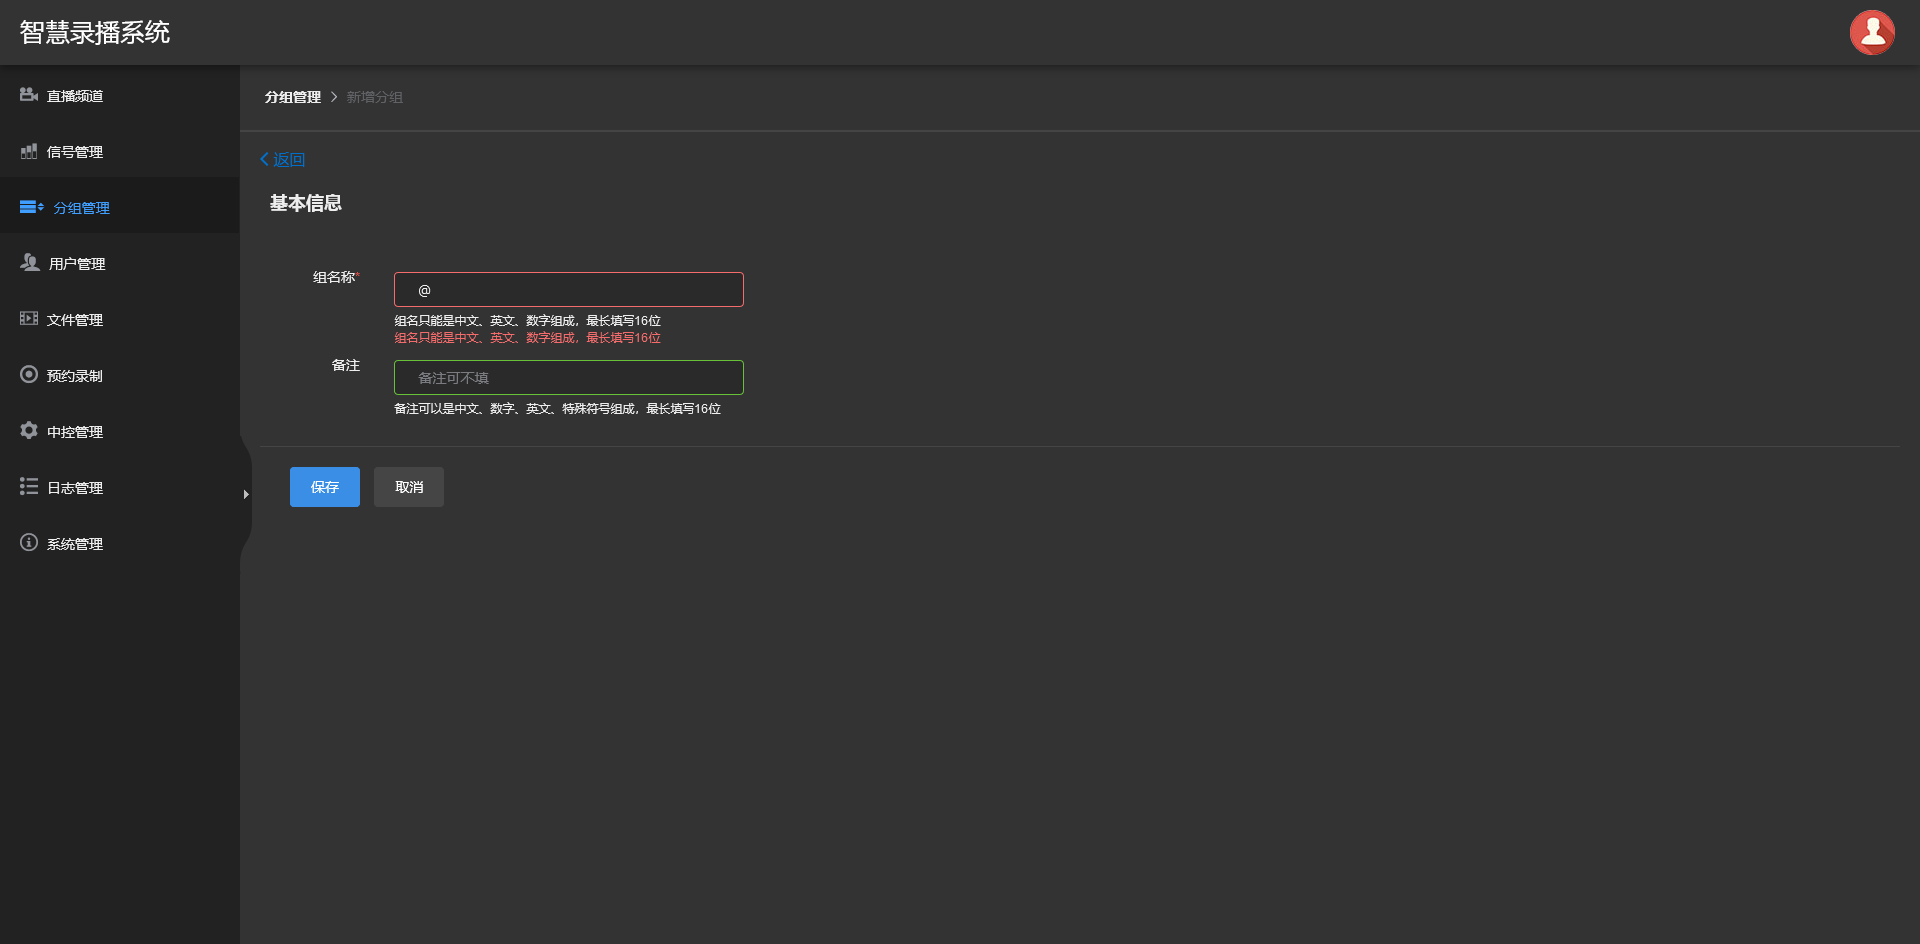 智慧录播系统
直播频道
信号管理
分组管理
用户管理
文件管理
预约录制
中控管理
日志管理
系统管理
分组管理 > 新增分组
返回
基本信息
组名称*
@
组名只能是中文、英文、数字组成，最长填写16位
组名只能是中文、英文、数字组成，最长填写16位
备注
备注可不填
备注可以是中文、数字、英文、特殊符号组成，最长填写16位
保存
取消